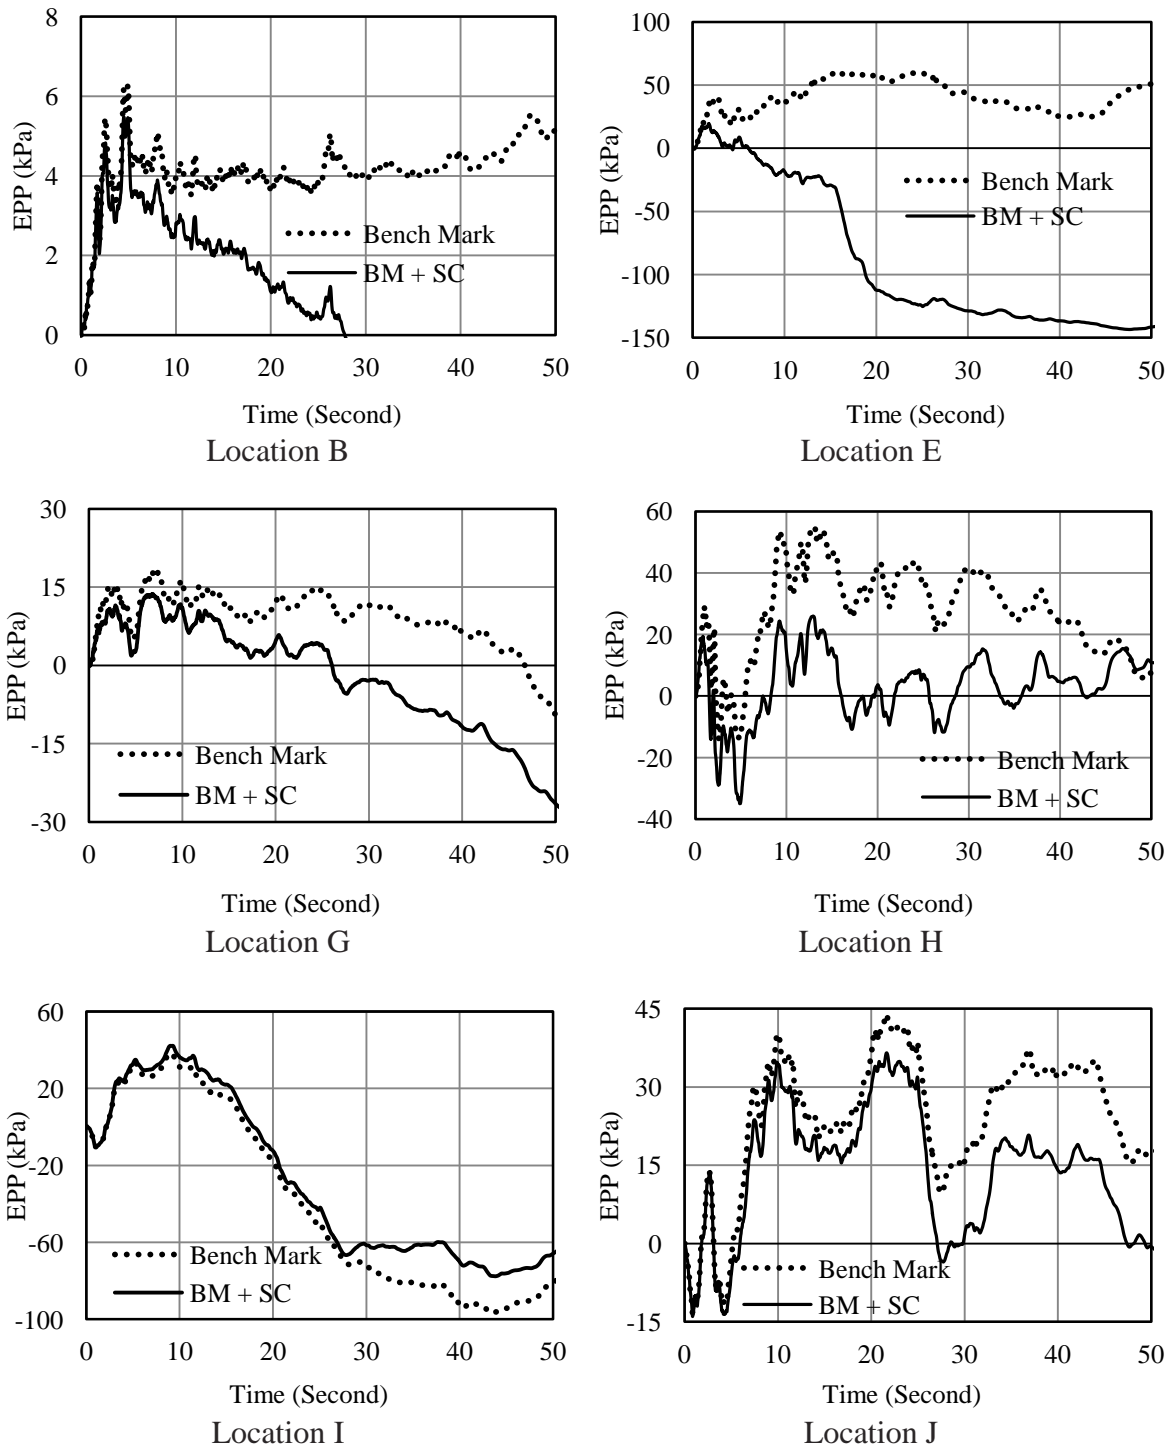 8
6
4
2
0
EPP (kPa)
Bench Mark
BM + SC
0 10 20 30 40 50
Time (Second)
Location B
100
50
0
-50
-100
-150
EPP (kPa)
Bench Mark
BM + SC
0 10 20 30 40 50
Time (Second)
Location E
30
15
0
-15
-30
EPP (kPa)
Bench Mark
BM + SC
0 10 20 30 40 50
Time (Second)
Location G
60
40
20
0
-20
-40
EPP (kPa)
Bench Mark
BM + SC
0 10 20 30 40 50
Time (Second)
Location H
60
20
-20
-60
-100
EPP (kPa)
Bench Mark
BM + SC
0 10 20 30 40 50
Time (Second)
Location I
45
30
15
0
-15
EPP (kPa)
Bench Mark
BM + SC
0 10 20 30 40 50
Time (Second)
Location J